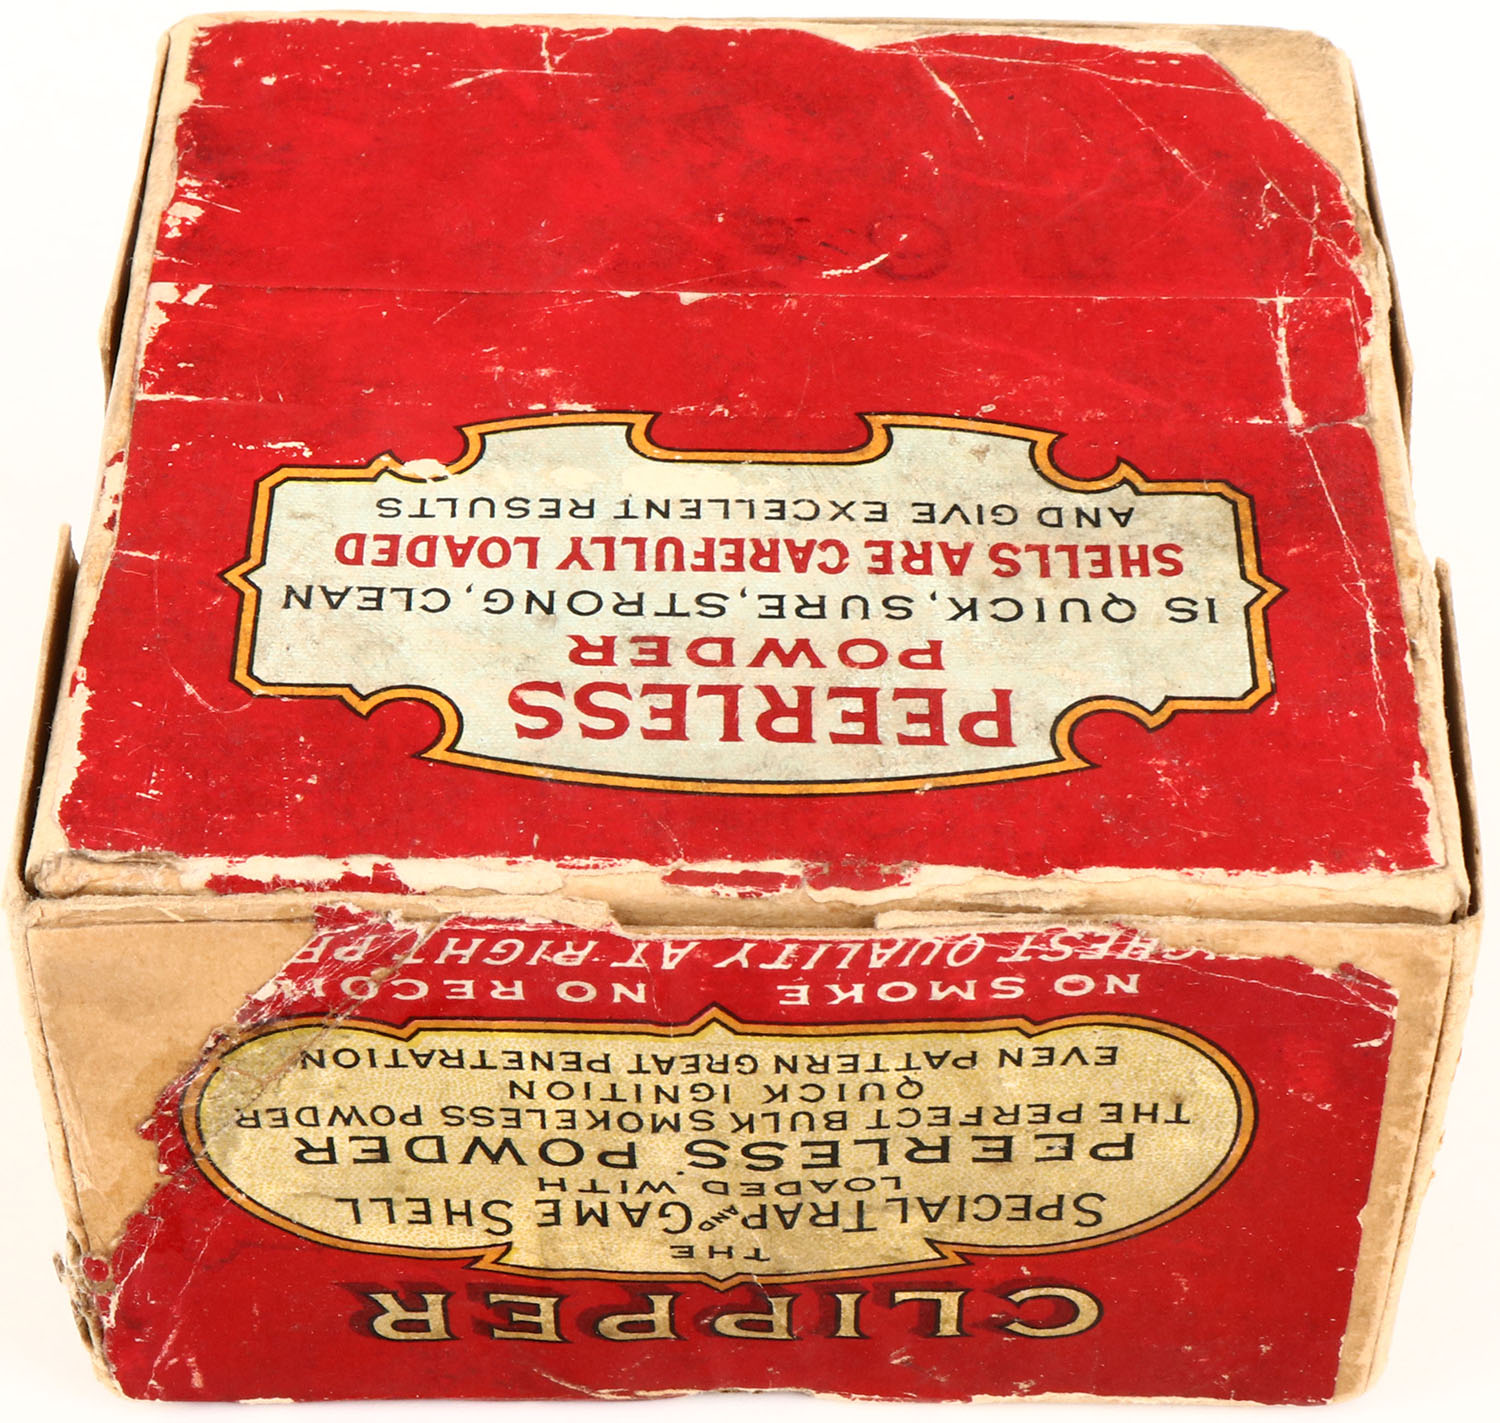 CLIPPER
THE
SPECIAL TRAP AND GAME SHELL
LOADED WITH
PEERLESS POWDER
THE PERFECT BULK SMOKELESS POWDER
QUICK IGNITION
EVEN PATTERN GREAT PENETRATION
NO SMOKE NO RECO
GHEST QUALITY AT RIGHT PR
PEERLESS
POWDER
IS QUICK, SURE, STRONG, CLEAN
SHELLS ARE CAREFULLY LOADED
AND GIVE EXCELLENT RESULTS